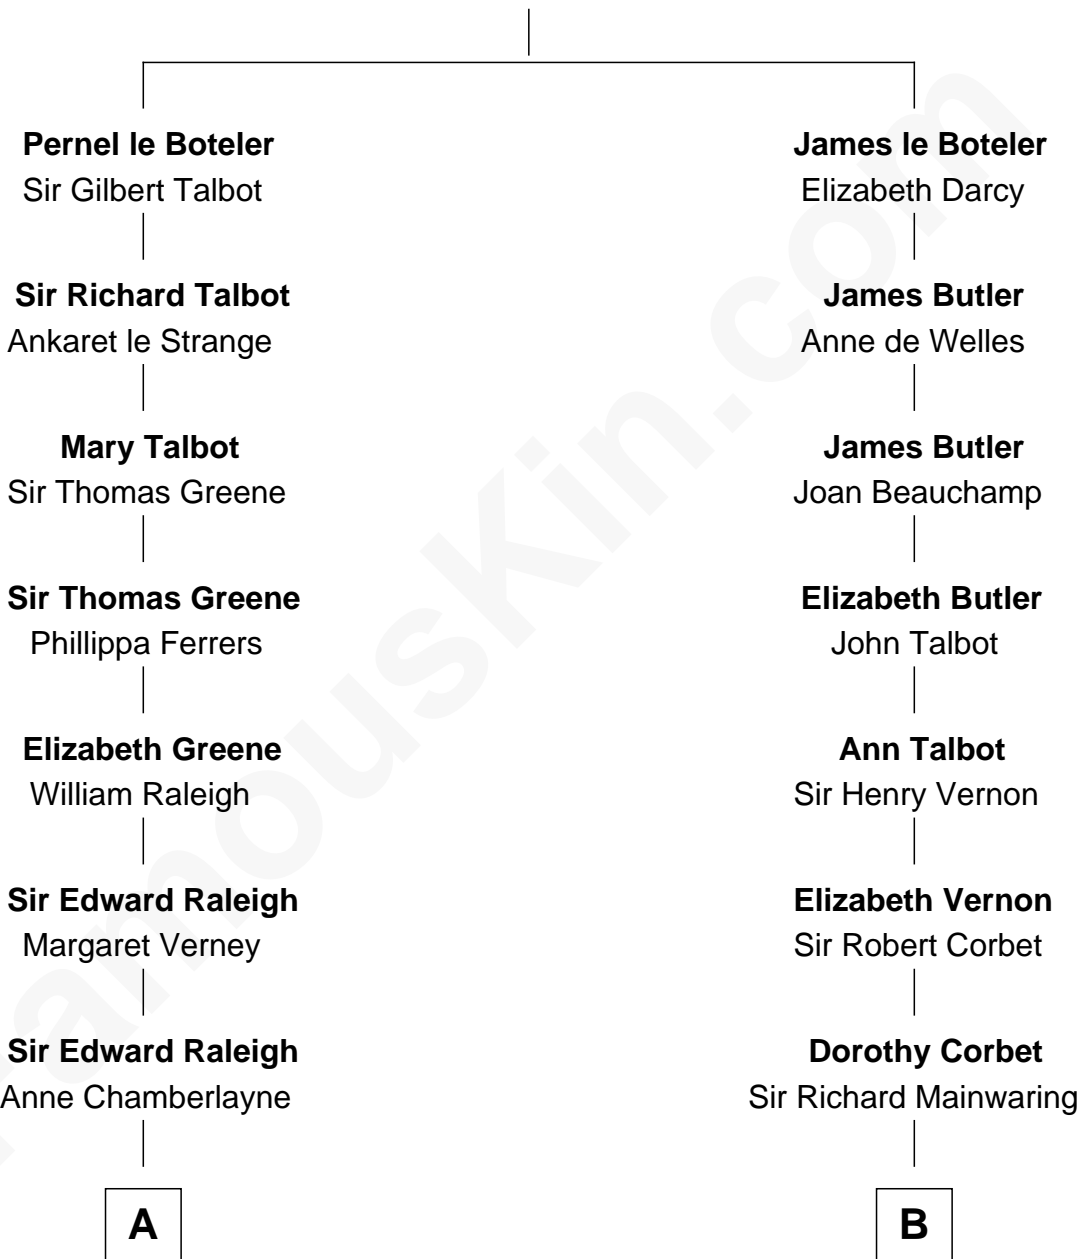 Pernel le Boteler
Sir Gilbert Talbot
Sir Richard Talbot
Ankaret le Strange
Mary Talbot
Sir Thomas Greene
Sir Thomas Greene
Phillippa Ferrers
Elizabeth Greene
William Raleigh
Sir Edward Raleigh
Margaret Verney
Sir Edward Raleigh
Anne Chamberlayne
A
James le Boteler
Elizabeth Darcy
James Butler
Anne de Welles
James Butler
Joan Beauchamp
Elizabeth Butler
John Talbot
Ann Talbot
Sir Henry Vernon
Elizabeth Vernon
Sir Robert Corbet
Dorothy Corbet
Sir Richard Mainwaring
B
FamousKin.com